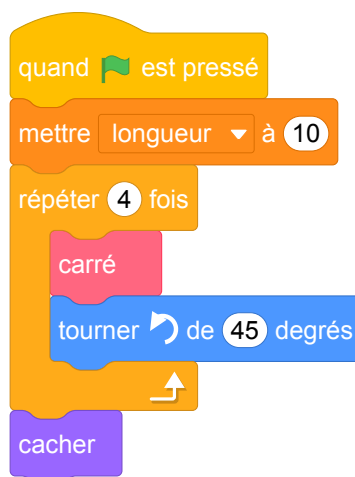 quand est pressé
mettre longueur à 10
répéter 4 fois
carré
tourner de 45 degrés
cacher